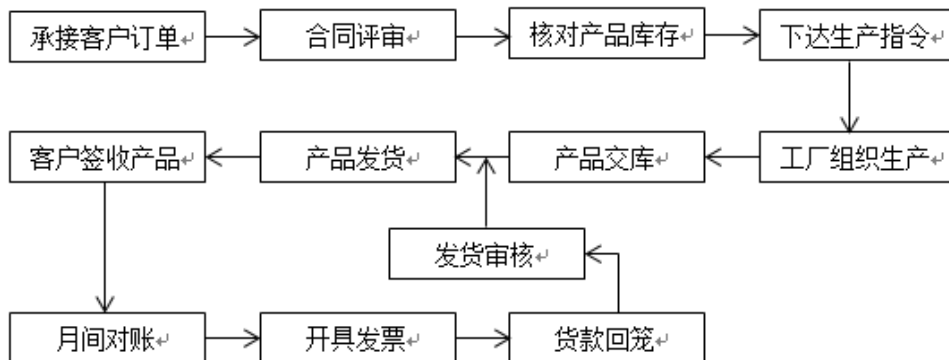 承接客户订单
合同评审
核对产品库存
下达生产指令
客户签收产品
产品发货
产品交库
工厂组织生产
发货审核
月间对账
开具发票
货款回笼